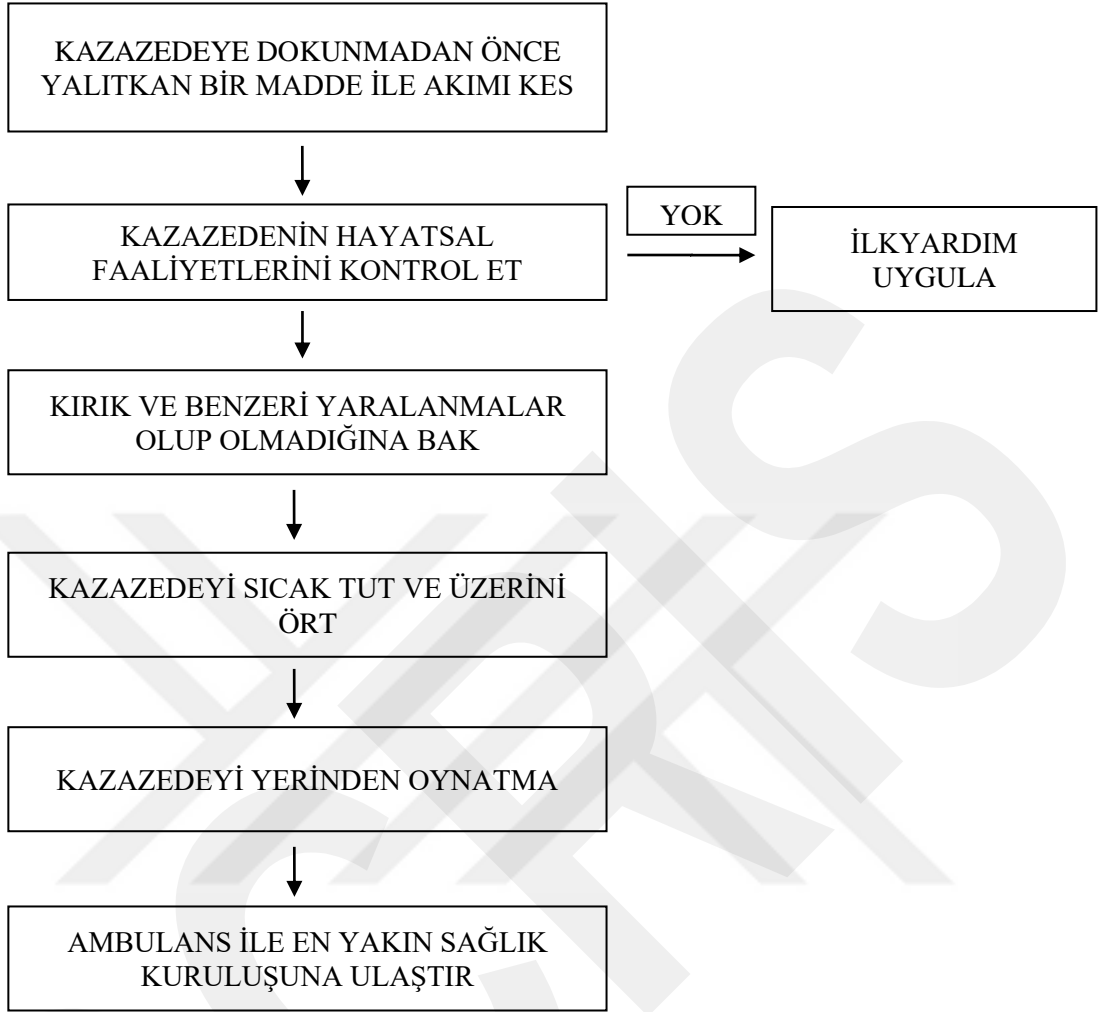 KAZAZEDEYE DOKUNMADAN ÖNCE
YALITKAN BİR MADDE İLE AKIMI KES
KAZAZEDENİN HAYATSAL
FAALİYETLERİNİ KONTROL ET
YOK
İLKYARDIM
UYGULA
KIRIK VE BENZERİ YARALANMALAR
OLUP OLMADIĞINA BAK
KAZAZEDEYİ SICAK TUT VE ÜZERİNİ
ÖRT
KAZAZEDEYİ YERİNDEN OYNATMA
AMBULANS İLE EN YAKIN SAĞLIK
KURULUŞUNA ULAŞTIR